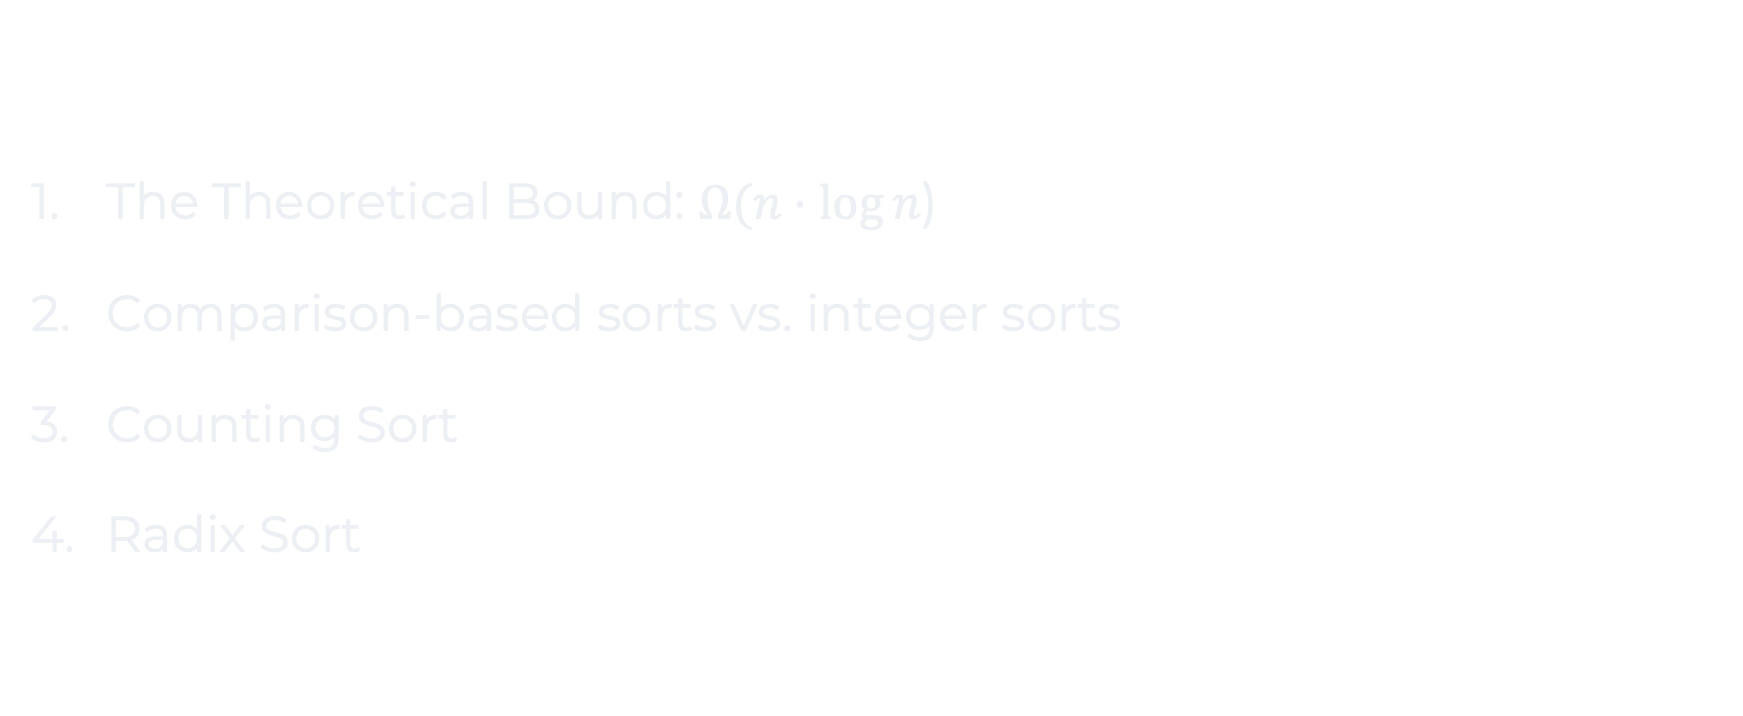 1. The Theoretical Bound: Ω(n · log n)
2. Comparison-based sorts vs. integer sorts
3. Counting Sort
4. Radix Sort